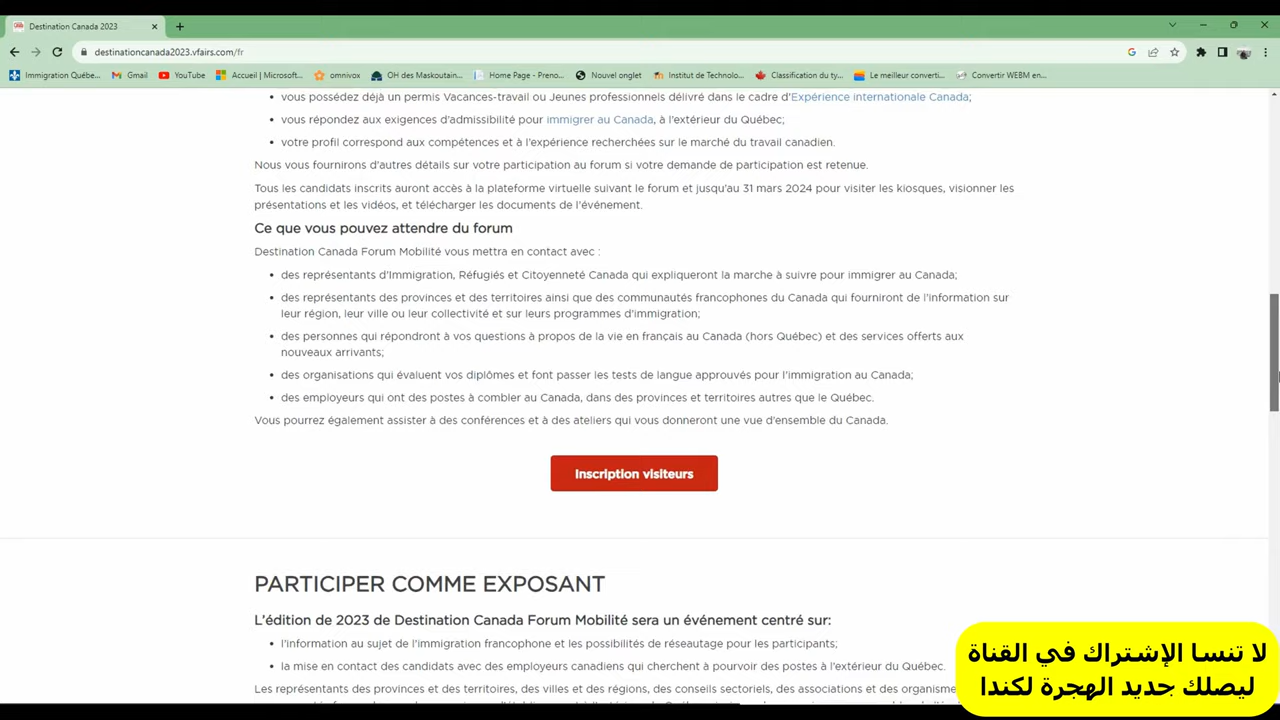 Destination Canada 2023
destinationcanada2023.vfairs.com/fr
Immigration Québe...
Gmail
YouTube
Accueil | Microsoft...
omnivox
OH des Maskoutain...
Home Page - Preno...
Nouvel onglet
Institut de Technolo...
Classification du ty...
Le meilleur converti...
Convertir WEBM en...
vous possédez déjà un permis Vacances-travail ou Jeunes professionnels délivré dans le cadre d'Expérience internationale Canada;
vous répondez aux exigences d'admissibilité pour immigrer au Canada, à l'extérieur du Québec;
votre profil correspond aux compétences et à l'expérience recherchées sur le marché du travail canadien.
Nous vous fournirons d'autres détails sur votre participation au forum si votre demande de participation est retenue.
Tous les candidats inscrits auront accès à la plateforme virtuelle suivant le forum et jusqu'au 31 mars 2024 pour visiter les kiosques, visionner les
présentations et les vidéos, et télécharger les documents de l'événement.
Ce que vous pouvez attendre du forum
Destination Canada Forum Mobilité vous mettra en contact avec :
des représentants d'Immigration, Réfugiés et Citoyenneté Canada qui expliqueront la marche à suivre pour immigrer au Canada;
des représentants des provinces et des territoires ainsi que des communautés francophones du Canada qui fourniront de l'information sur
leur région, leur ville ou leur collectivité et sur leurs programmes d'immigration;
des personnes qui répondront à vos questions à propos de la vie en français au Canada (hors Québec) et des services offerts aux
nouveaux arrivants;
des organisations qui évaluent vos diplômes et font passer les tests de langue approuvés pour l'immigration au Canada;
des employeurs qui ont des postes à combler au Canada, dans des provinces et territoires autres que le Québec.
Vous pourrez également assister à des conférences et à des ateliers qui vous donneront une vue d'ensemble du Canada.
Inscription visiteurs
PARTICIPER COMME EXPOSANT
L'édition de 2023 de Destination Canada Forum Mobilité sera un événement centré sur:
l'information au sujet de l'immigration francophone et les possibilités de réseautage pour les participants;
la mise en contact des candidats avec des employeurs canadiens qui cherchent à pourvoir des postes à l'extérieur du Québec.
Les représentants des provinces et des territoires, des villes et des régions, des conseils sectoriels, des associations et des organisme
لا تنسا الإشتراك في القناة
ليصلك جديد الهجرة لكندا